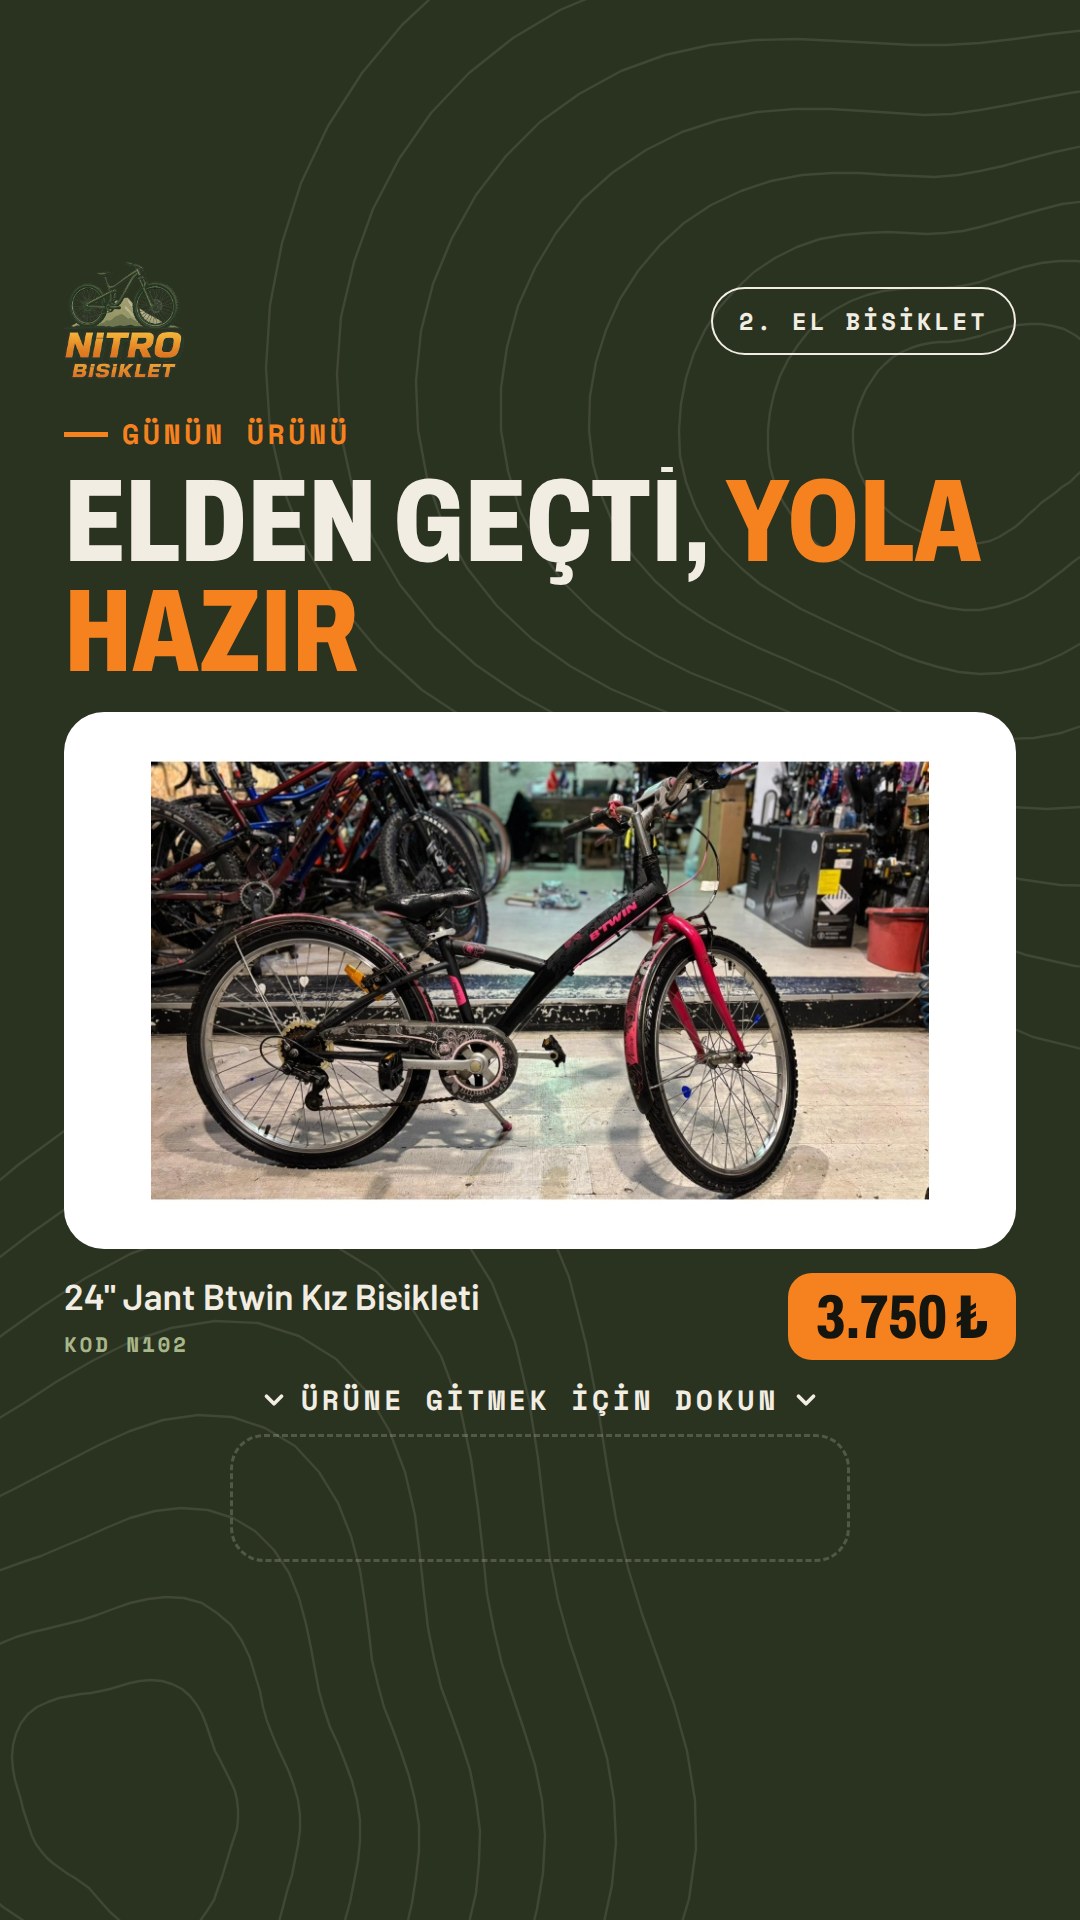 NiTRO
BiSiKLET
2. EL BİSİKLET
GÜNÜN ÜRÜNÜ
ELDEN GEÇTİ, YOLA
HAZIR
BTWIN
24" Jant Btwin Kız Bisikleti
3.750 ₺
KOD N102
ÜRÜNE GİTMEK İÇİN DOKUN